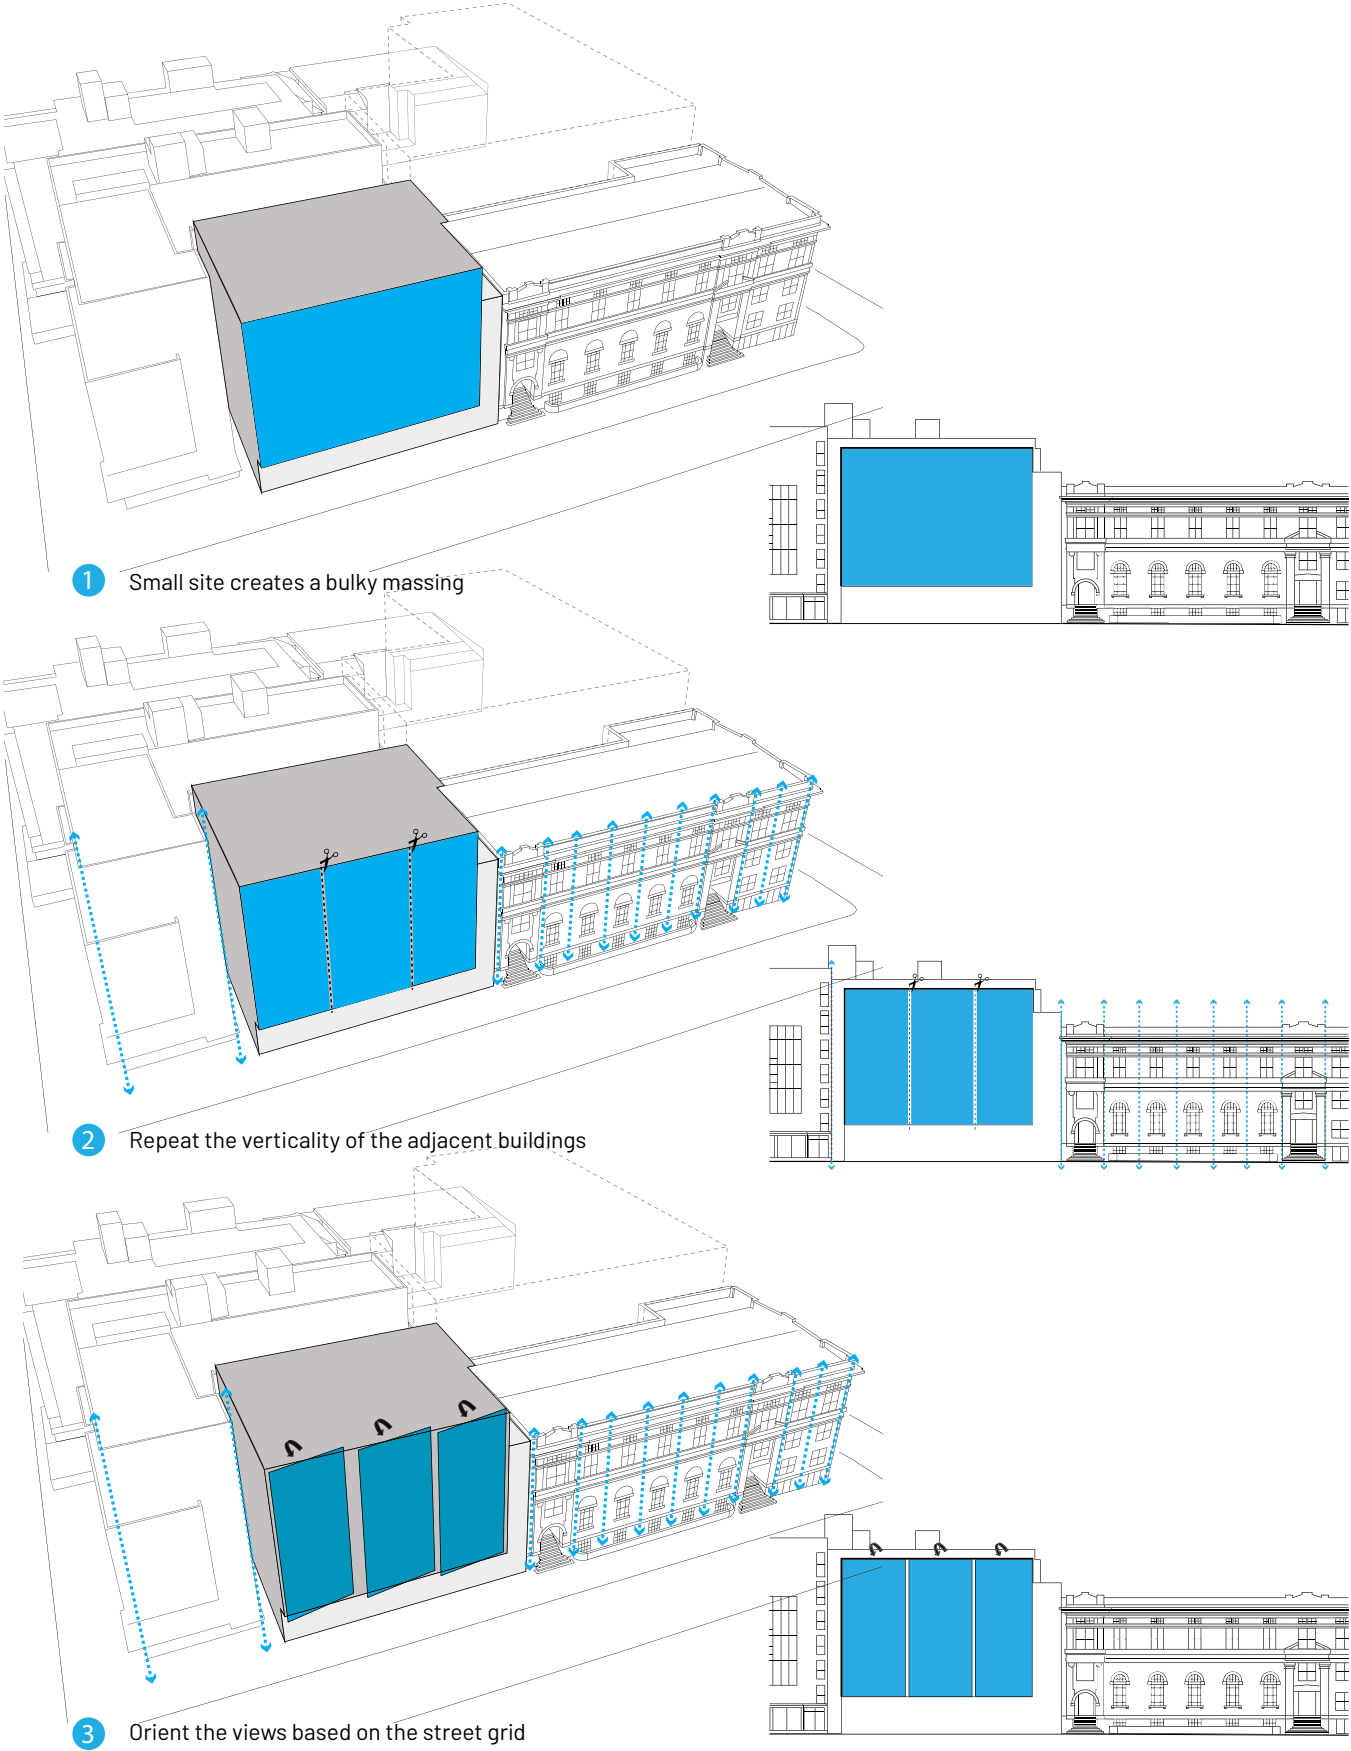 1 Small site creates a bulky massing
2 Repeat the verticality of the adjacent buildings
3 Orient the views based on the street grid